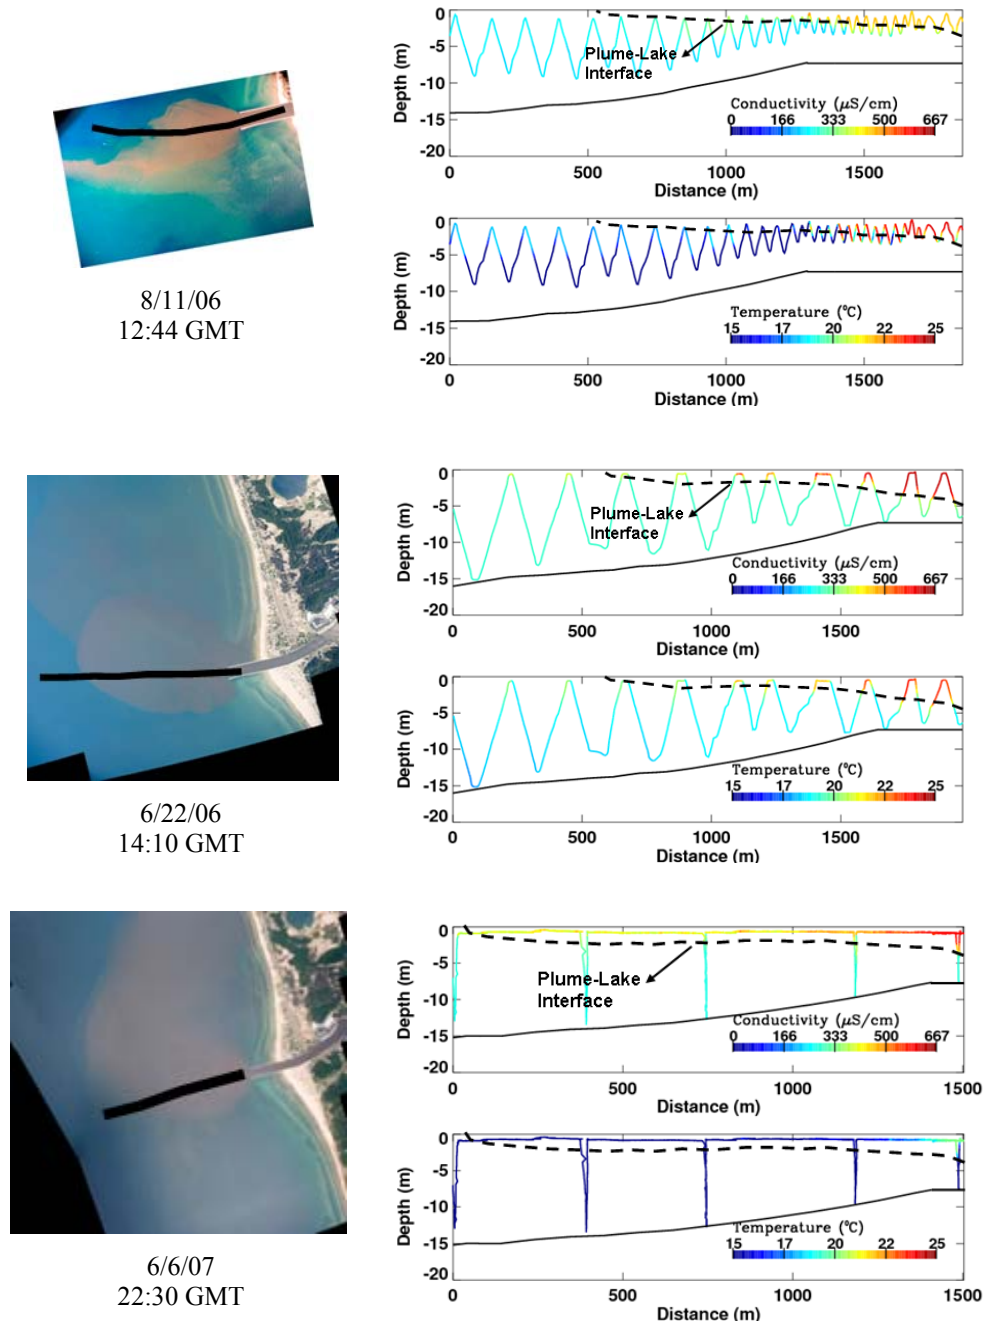 0
-5
-10
-15
-20
Depth (m)
Plume-Lake
Interface
Conductivity (µS/cm)
0 166 333 500 667
0 500 1000 1500
Distance (m)
0
-5
-10
-15
-20
Depth (m)
Temperature (°C)
15 17 20 22 25
0 500 1000 1500
Distance (m)
8/11/06
12:44 GMT
0
-5
-10
-15
-20
Depth (m)
Plume-Lake
Interface
Conductivity (µS/cm)
0 166 333 500 667
0 500 1000 1500
Distance (m)
0
-5
-10
-15
-20
Depth (m)
Temperature (°C)
15 17 20 22 25
0 500 1000 1500
Distance (m)
6/22/06
14:10 GMT
0
-5
-10
-15
-20
Depth (m)
Plume-Lake
Interface
Conductivity (µS/cm)
0 166 333 500 667
0 500 1000 1500
Distance (m)
0
-5
-10
-15
-20
Depth (m)
Temperature (°C)
15 17 20 22 25
0 500 1000 1500
Distance (m)
6/6/07
22:30 GMT